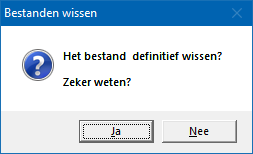 Bestanden wissen
Het bestand  definitief wissen?
Zeker weten?
Ja
Nee